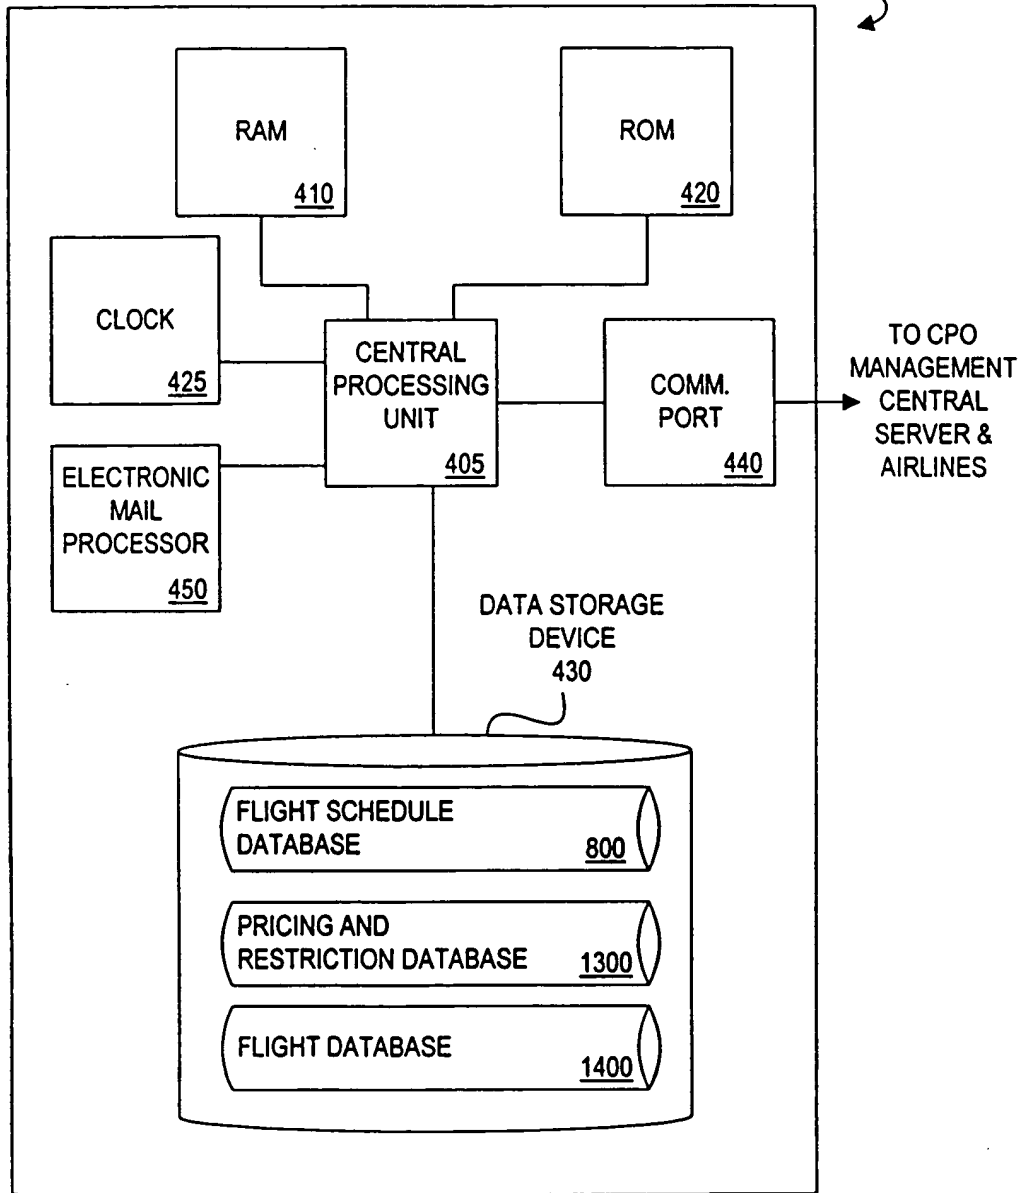 RAM
410
ROM
420
CLOCK
425
CENTRAL
PROCESSING
UNIT
405
COMM.
PORT
440
TO CPO
MANAGEMENT
CENTRAL
SERVER &
AIRLINES
ELECTRONIC
MAIL
PROCESSOR
450
DATA STORAGE
DEVICE
430
FLIGHT SCHEDULE
DATABASE
800
PRICING AND
RESTRICTION DATABASE
1300
FLIGHT DATABASE
1400